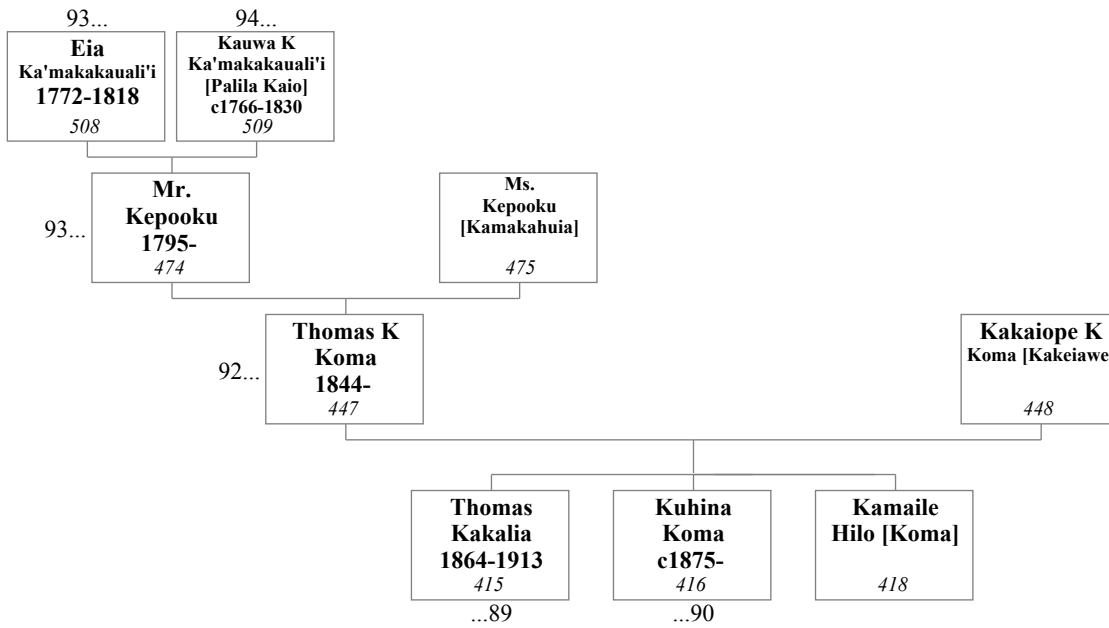 93...
94...
Eia
Ka'makakauali'i
1772-1818
508
Kauwa K
Ka'makakauali'i
[Palila Kaio]
c1766-1830
509
93...
Mr.
Kepooku
1795-
474
Ms.
Kepooku
[Kamakahuia]
475
92...
Thomas K
Koma
1844-
447
Kakaiope K
Koma [Kakeiawe
448
Thomas
Kakalia
1864-1913
415
Kuhina
Koma
c1875-
416
Kamaile
Hilo [Koma]
418
...89
...90